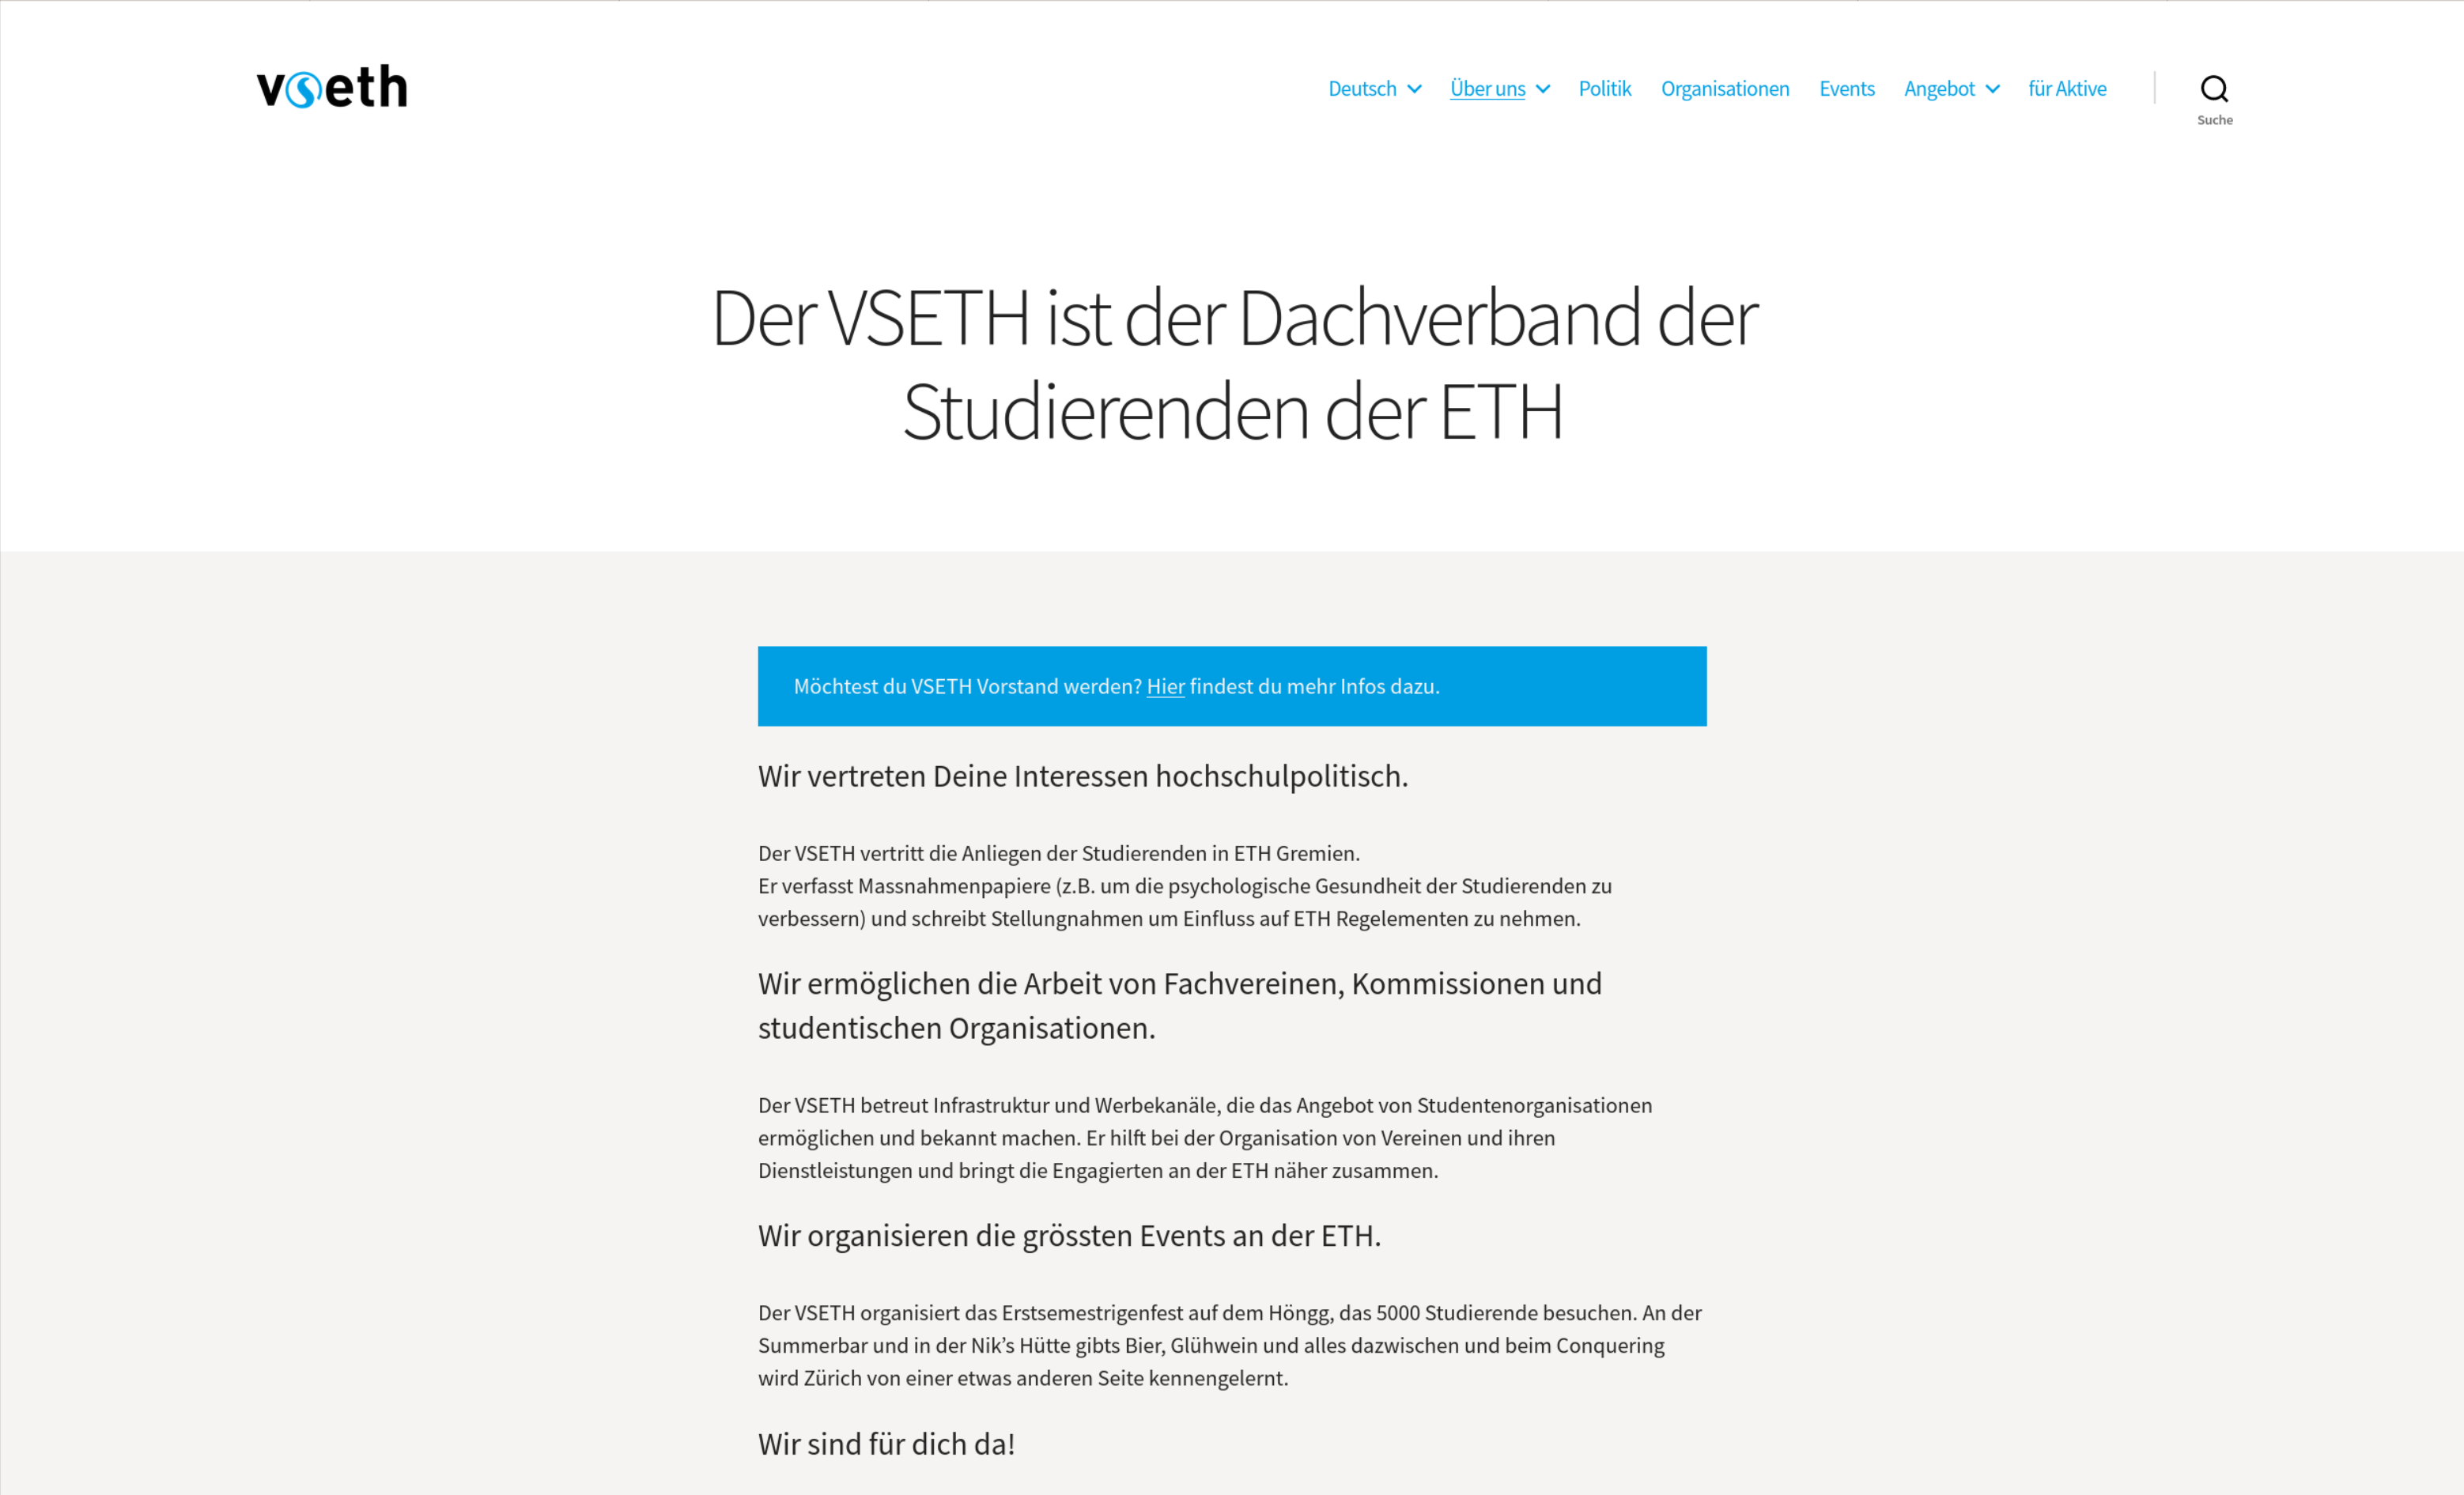 vseth
Deutsch Über uns Politik Organisationen Events Angebot für Aktive
Suche
Der VSETH ist der Dachverband der
Studierenden der ETH
Möchtest du VSETH Vorstand werden? Hier findest du mehr Infos dazu.
Wir vertreten Deine Interessen hochschulpolitisch.
Der VSETH vertritt die Anliegen der Studierenden in ETH Gremien.
Er verfasst Massnahmenpapiere (z.B. um die psychologische Gesundheit der Studierenden zu
verbessern) und schreibt Stellungnahmen um Einfluss auf ETH Regelementen zu nehmen.
Wir ermöglichen die Arbeit von Fachvereinen, Kommissionen und
studentischen Organisationen.
Der VSETH betreut Infrastruktur und Werbekanäle, die das Angebot von Studentenorganisationen
ermöglichen und bekannt machen. Er hilft bei der Organisation von Vereinen und ihren
Dienstleistungen und bringt die Engagierten an der ETH näher zusammen.
Wir organisieren die grössten Events an der ETH.
Der VSETH organisiert das Erstsemestrigenfest auf dem Höngg, das 5000 Studierende besuchen. An der
Summerbar und in der Nik’s Hütte gibts Bier, Glühwein und alles dazwischen und beim Conquering
wird Zürich von einer etwas anderen Seite kennengelernt.
Wir sind für dich da!